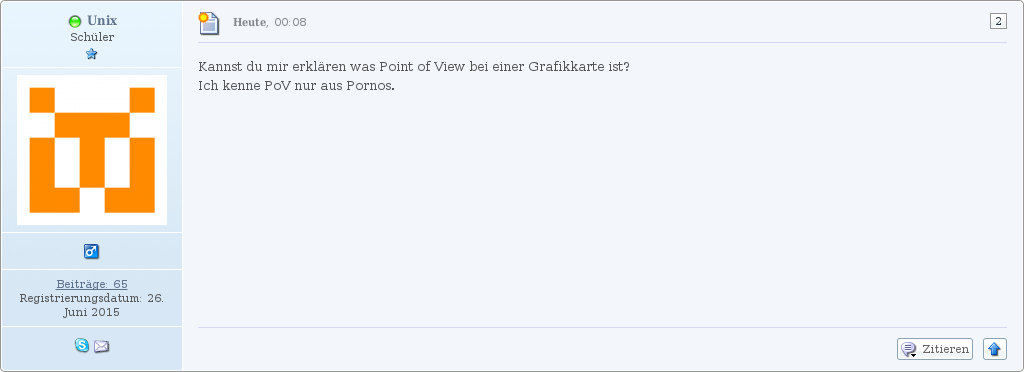 Unix
Schüler
Heute, 00:08
2
Kannst du mir erklären was Point of View bei einer Grafikkarte ist?
Ich kenne PoV nur aus Pornos.
Beiträge: 65
Registrierungsdatum: 26.
Juni 2015
Zitieren